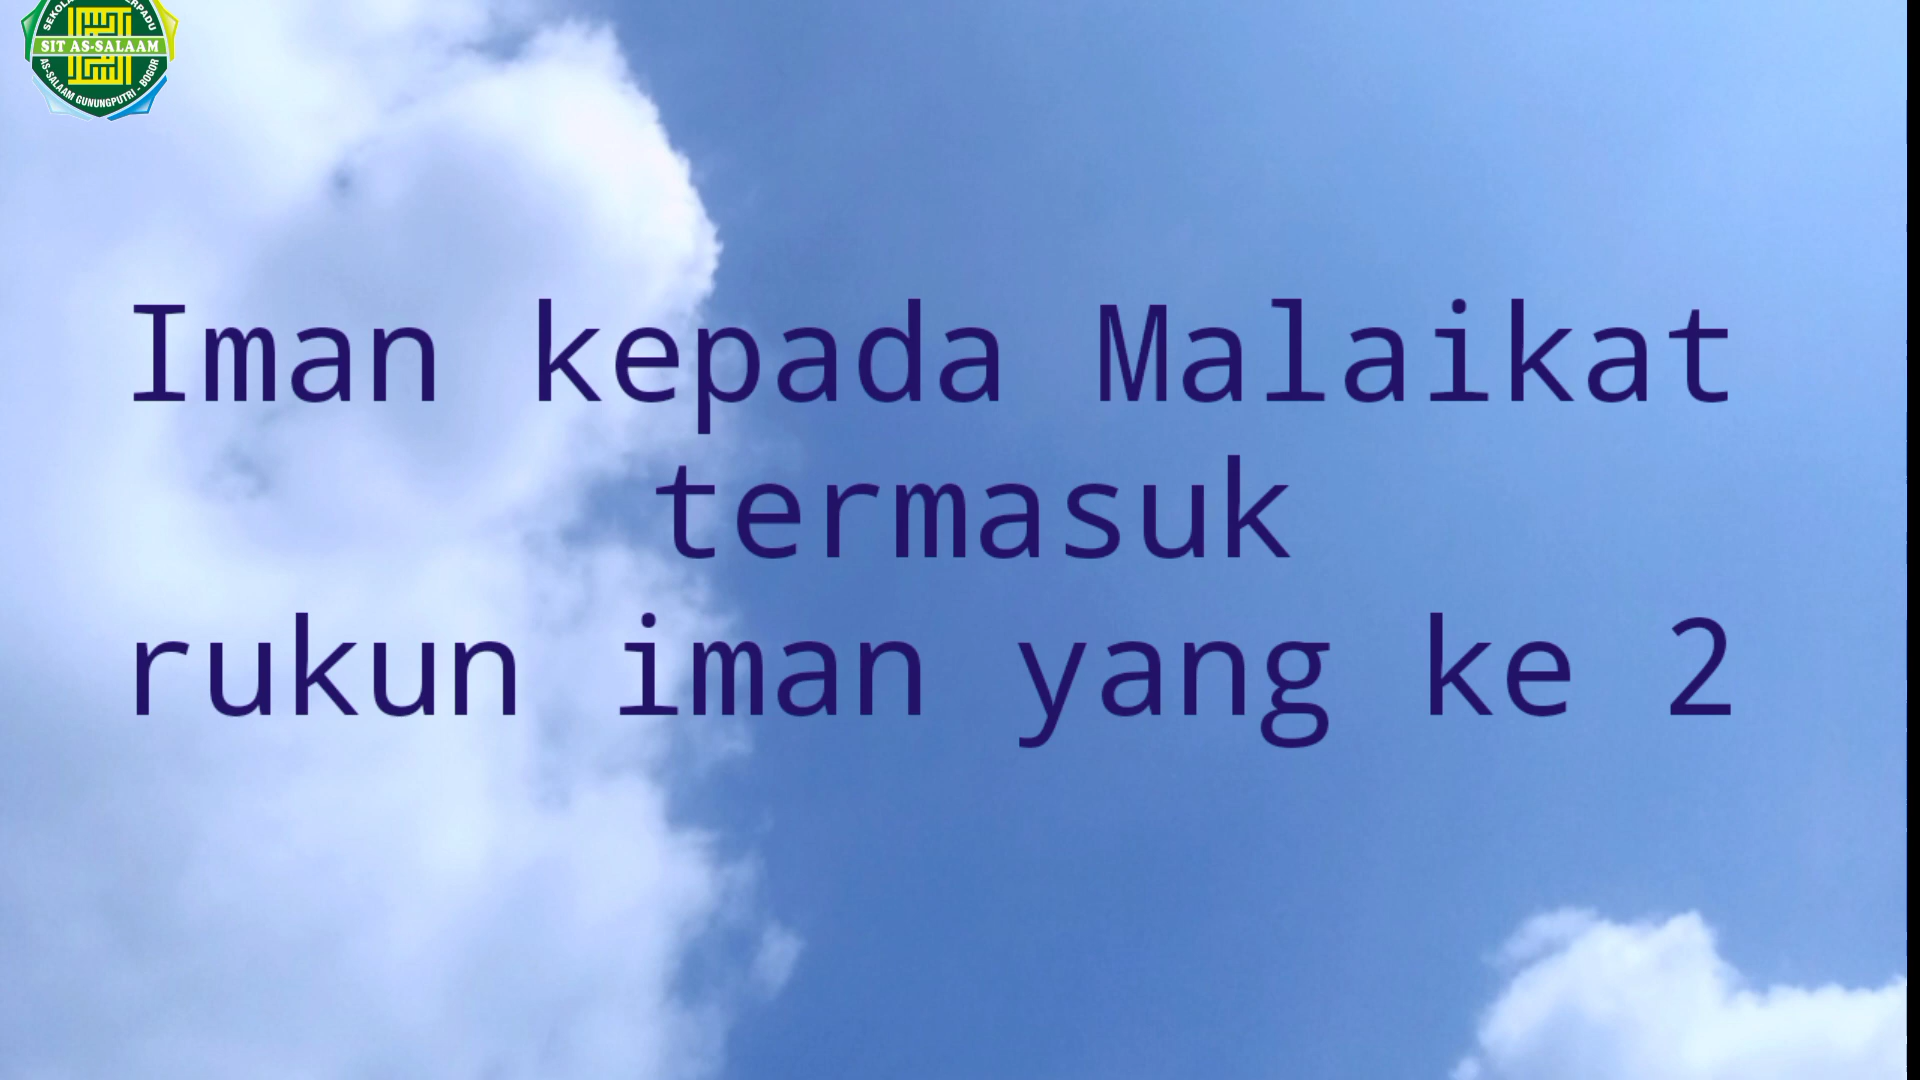 SIT AS-SALAAM
AS-SALAAM GUNUNGPUTRI - BOGOR
Iman kepada Malaikat
termasuk
rukun iman yang ke 2